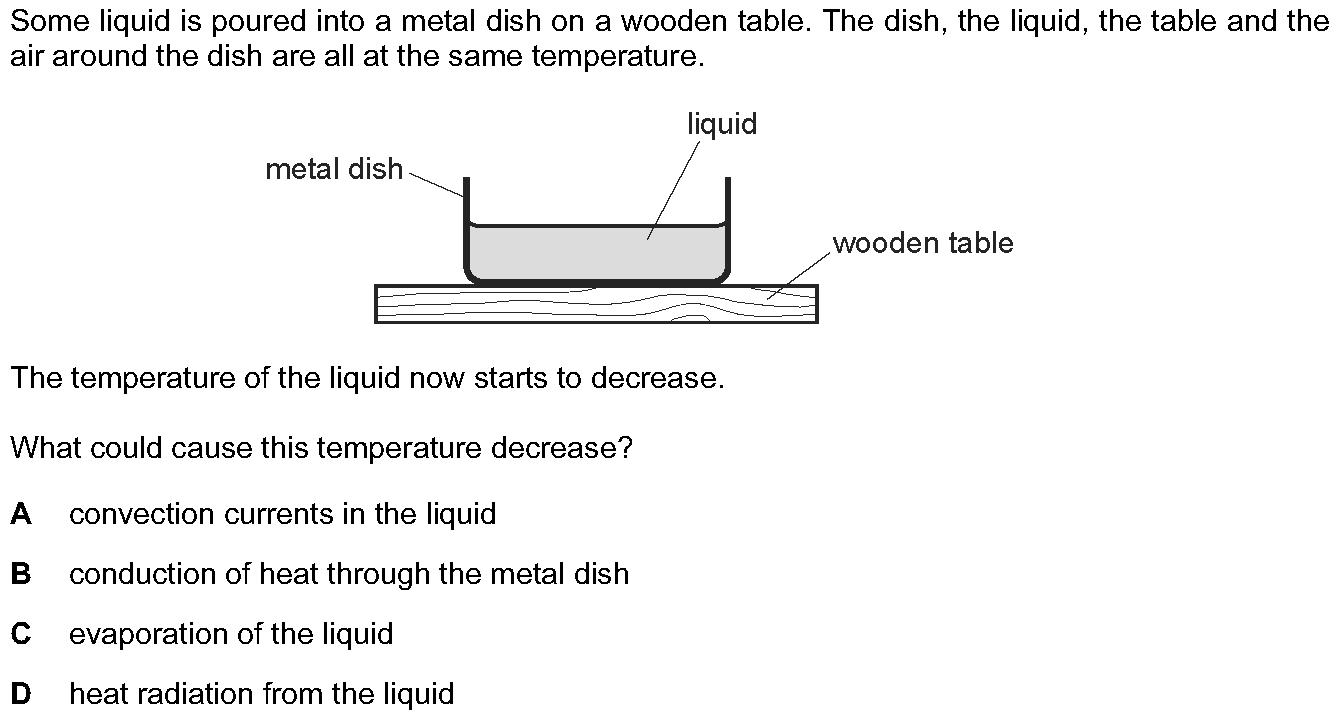 Some liquid is poured into a metal dish on a wooden table. The dish, the liquid, the table and the
air around the dish are all at the same temperature.
liquid
metal dish
wooden table
The temperature of the liquid now starts to decrease.
What could cause this temperature decrease?
A convection currents in the liquid
B conduction of heat through the metal dish
C evaporation of the liquid
D heat radiation from the liquid